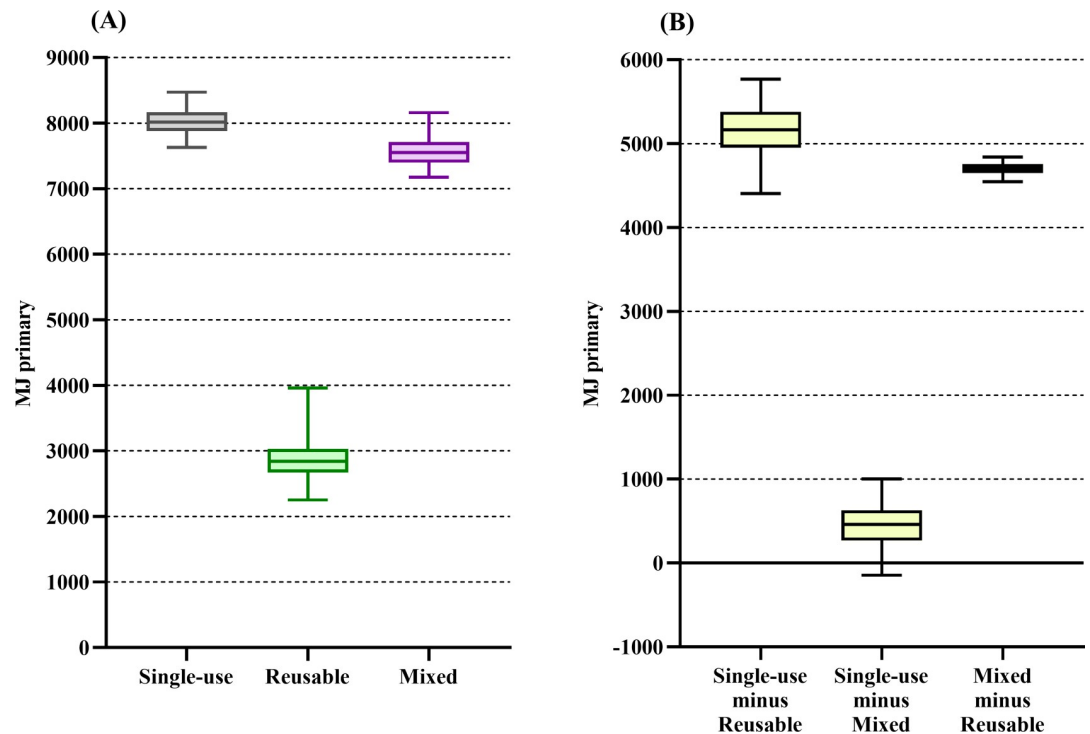 (A)
MJ primary
9000
8000
7000
6000
5000
4000
3000
2000
1000
0
Single-use
Reusable
Mixed
(B)
MJ primary
6000
5000
4000
3000
2000
1000
0
-1000
Single-use
minus
Reusable
Single-use
minus
Mixed
Mixed
minus
Reusable